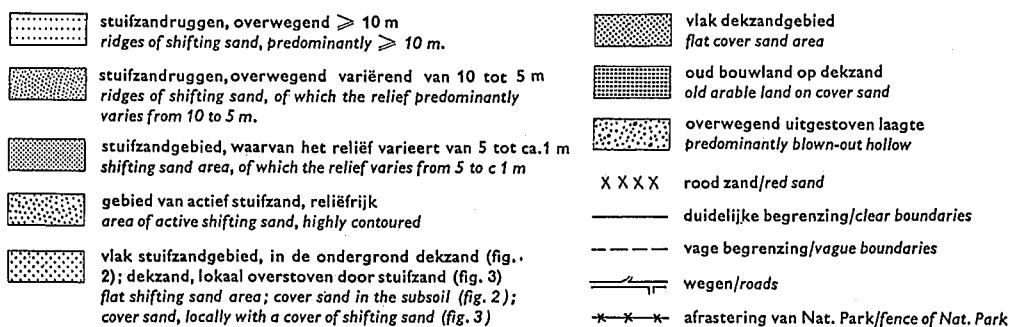 stuifzandruggen, overwegend ⩾ 10 m
ridges of shifting sand, predominantly ⩾ 10 m.
stuifzandruggen, overwegend variërend van 10 tot 5 m
ridges of shifting sand, of which the relief predominantly
varies from 10 to 5 m.
stuifzandgebied, waarvan het reliëf varieert van 5 tot ca. 1 m
shifting sand area, of which the relief varies from 5 to c 1 m
gebied van actief stuifzand, reliëfrijk
area of active shifting sand, highly contoured
vlak stuifzandgebied, in de ondergrond dekzand (fig.
2); dekzand, lokaal overstoven door stuifzand (fig. 3)
flat shifting sand area; cover sand in the subsoil (fig. 2);
cover sand, locally with a cover of shifting sand (fig. 3)
vlak dekzandgebied
flat cover sand area
oud bouwland op dekzand
old arable land on cover sand
overwegend uitgestoven laagte
predominantly blown-out hollow
X X X X rood zand/red sand
duidelijke begrenzing/clear boundaries
vage begrenzing/vague boundaries
wegen/roads
afrastering van Nat. Park/fence of Nat. Park